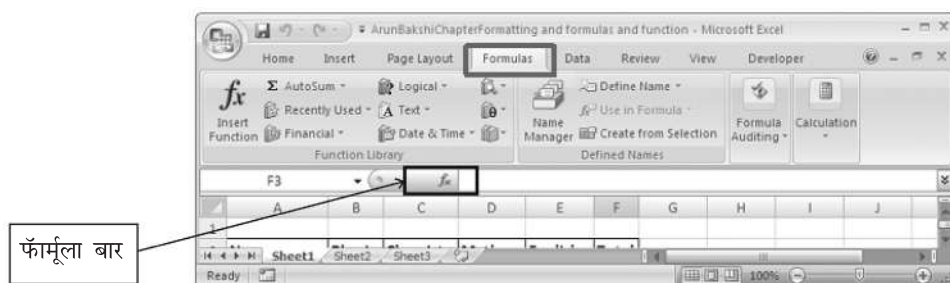 ArunBakshiChapterFormatting and formulas and function - Microsoft Excel
Home Insert Page Layout Formulas Data Review View Developer
fx Insert Function
Σ AutoSum
Recently Used
Financial
Logical
A Text
Date & Time
Function Library
Name Manager
Define Name
Use in Formula
Create from Selection
Defined Names
Formula Auditing
Calculation
F3 fx
A B C D E F G H I J
1
फॅार्मूला बार
Sheet1 Sheet2 Sheet3
Ready 100%